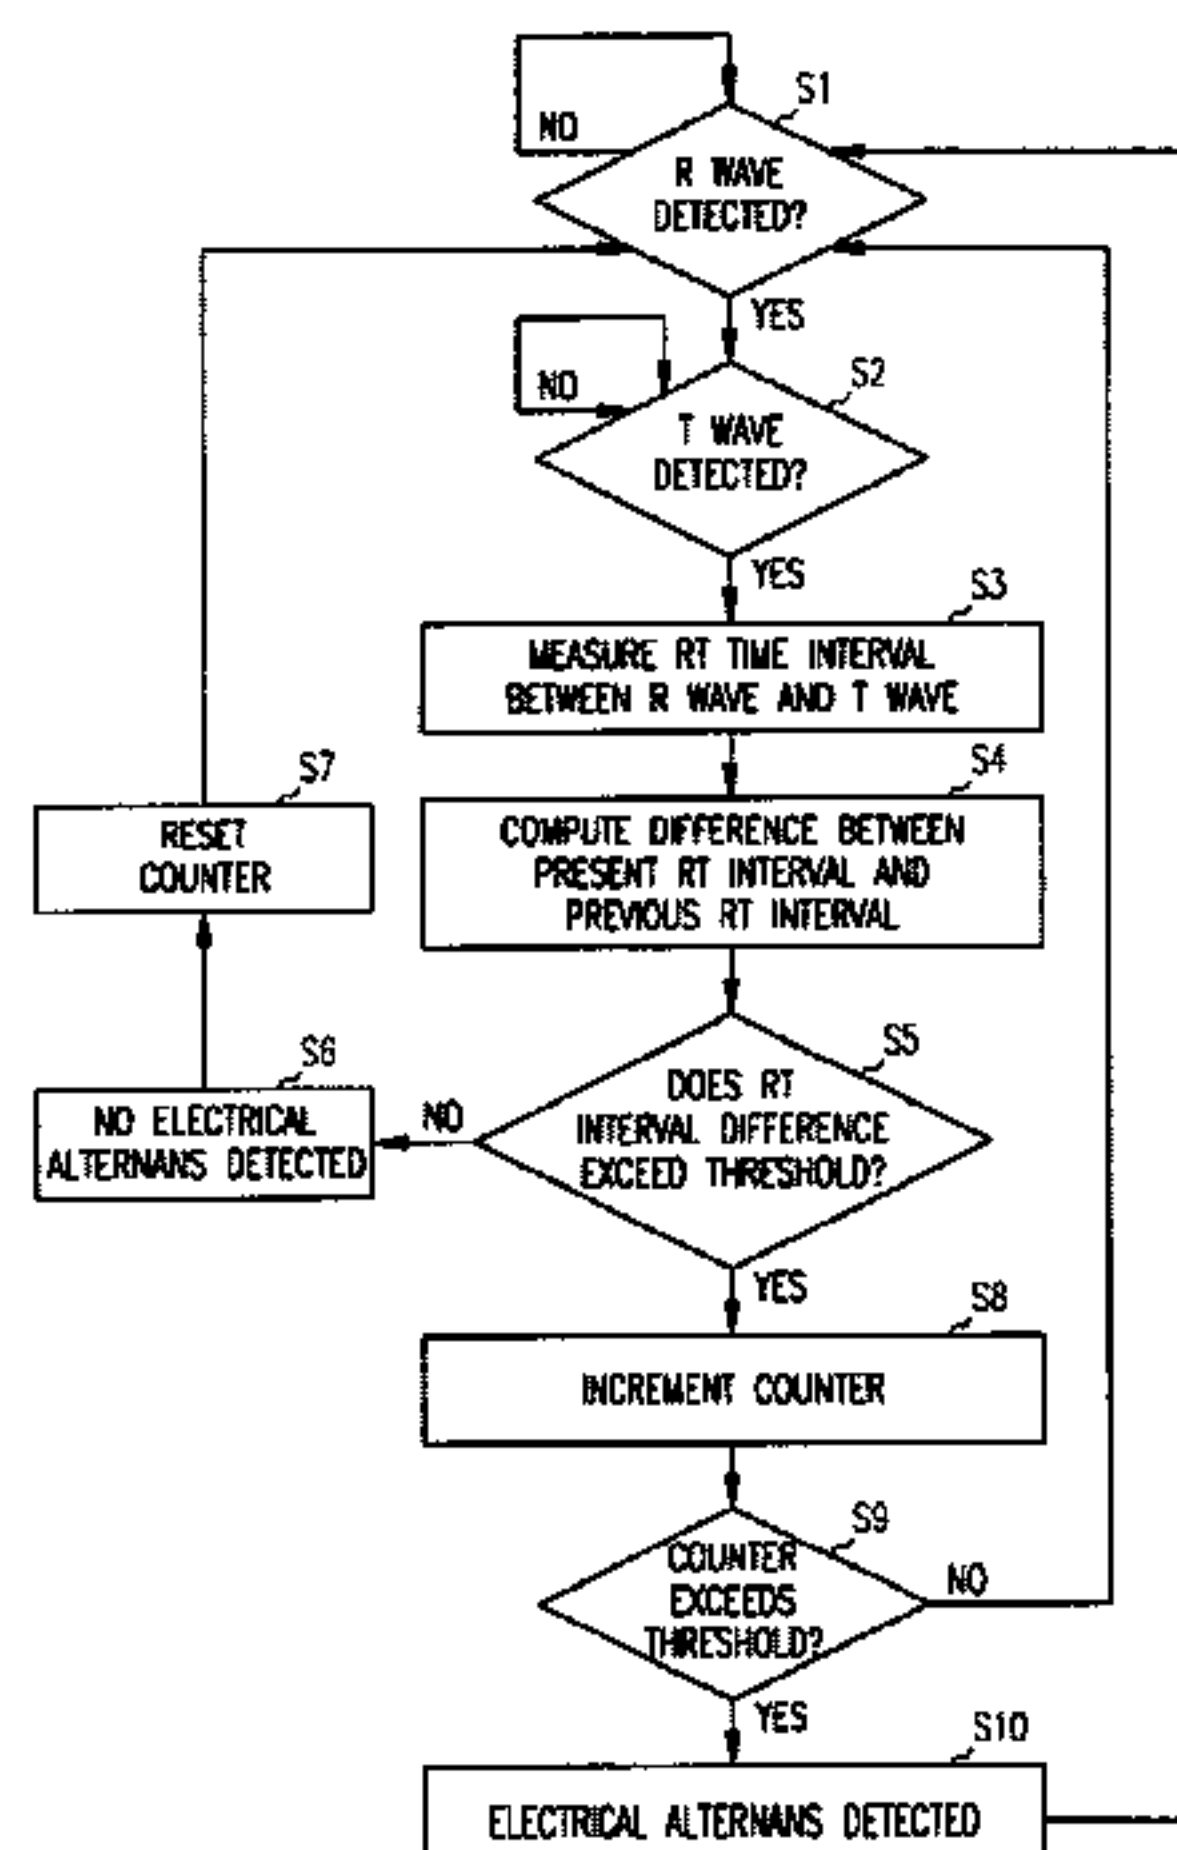 S1
NO
R WAVE
DETECTED?
YES
S2
NO
T WAVE
DETECTED?
YES
S3
MEASURE RT TIME INTERVAL
BETWEEN R WAVE AND T WAVE
S4
COMPUTE DIFFERENCE BETWEEN
PRESENT RT INTERVAL AND
PREVIOUS RT INTERVAL
S7
RESET
COUNTER
S5
DOES RT
INTERVAL DIFFERENCE
EXCEED THRESHOLD?
NO
S6
NO ELECTRICAL
ALTERNANS DETECTED
YES
S8
INCREMENT COUNTER
S9
COUNTER
EXCEEDS
THRESHOLD?
NO
YES
S10
ELECTRICAL ALTERNANS DETECTED